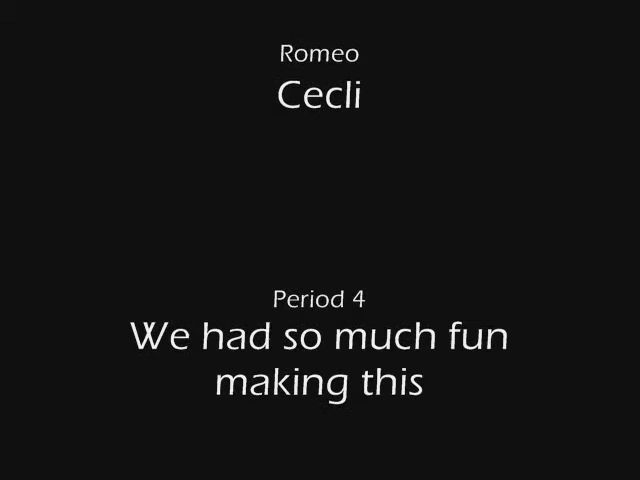 Romeo
Cecli
Period 4
We had so much fun
making this